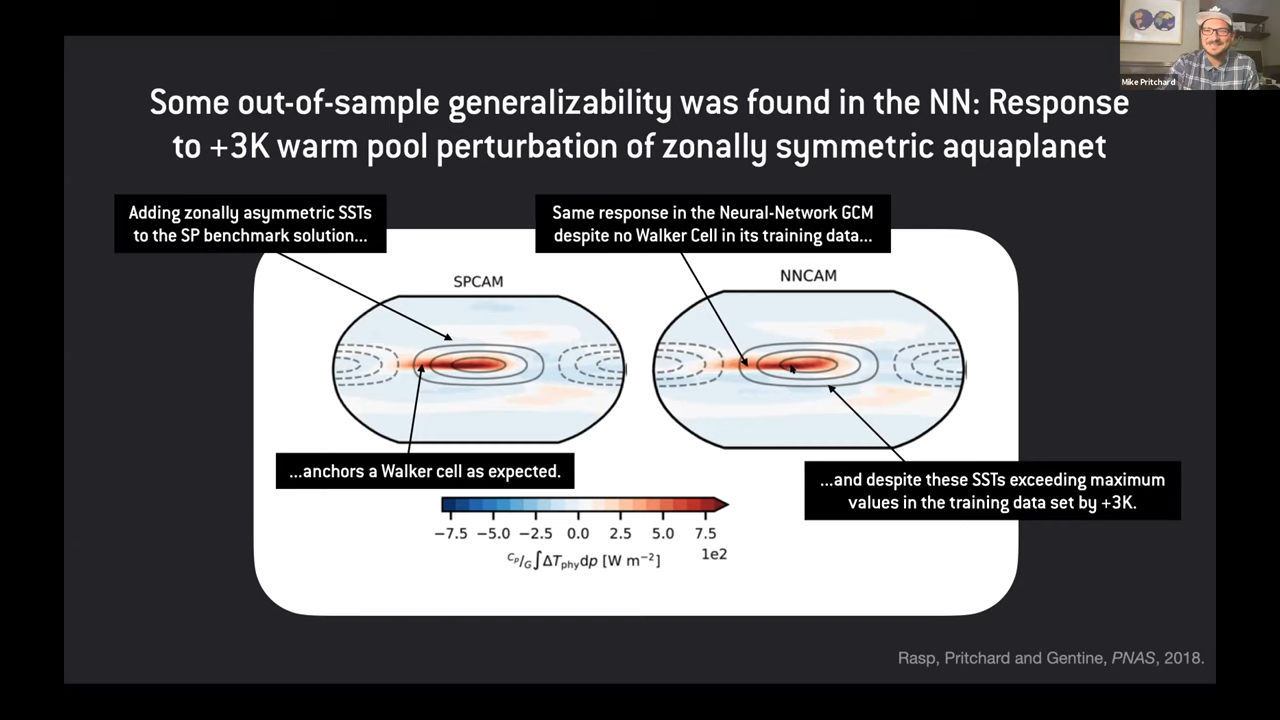 Mike Pritchard
Some out-of-sample generalizability was found in the NN: Response
to +3K warm pool perturbation of zonally symmetric aquaplanet
Adding zonally asymmetric SSTs
to the SP benchmark solution...
Same response in the Neural-Network GCM
despite no Walker Cell in its training data...
SPCAM
NNCAM
...anchors a Walker cell as expected.
...and despite these SSTs exceeding maximum
values in the training data set by +3K.
−7.5 −5.0 −2.5 0.0 2.5 5.0 7.5
1e2
Cp/G∫ΔTphydp [W m⁻²]
Rasp, Pritchard and Gentine, PNAS, 2018.